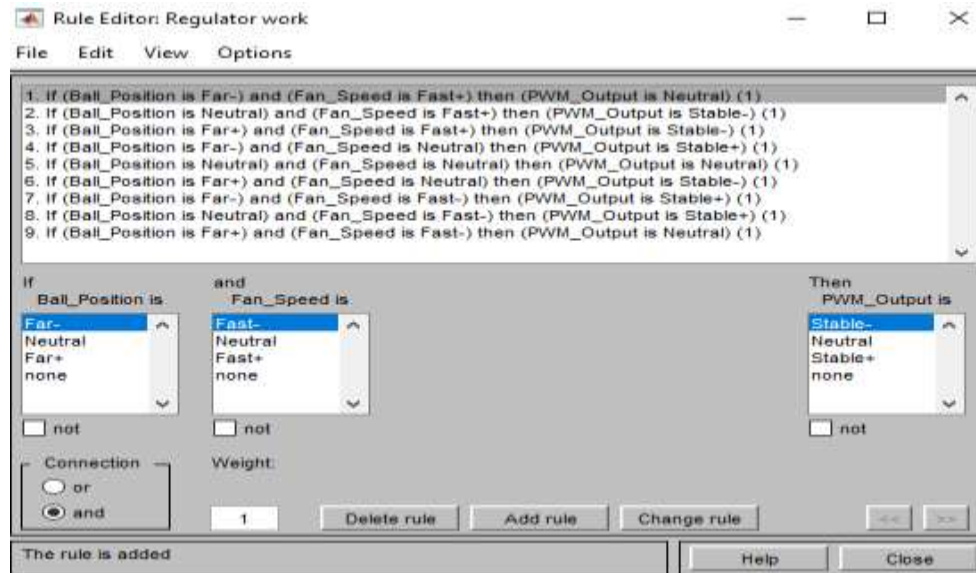 Rule Editor: Regulator work
File Edit View Options
1. If (Ball_Position is Far-) and (Fan_Speed is Fast+) then (PWM_Output is Neutral) (1)
2. If (Ball_Position is Neutral) and (Fan_Speed is Fast+) then (PWM_Output is Stable-) (1)
3. If (Ball_Position is Far+) and (Fan_Speed is Fast+) then (PWM_Output is Stable-) (1)
4. If (Ball_Position is Far-) and (Fan_Speed is Neutral) then (PWM_Output is Stable+) (1)
5. If (Ball_Position is Neutral) and (Fan_Speed is Neutral) then (PWM_Output is Neutral) (1)
6. If (Ball_Position is Far+) and (Fan_Speed is Neutral) then (PWM_Output is Stable-) (1)
7. If (Ball_Position is Far-) and (Fan_Speed is Fast-) then (PWM_Output is Stable+) (1)
8. If (Ball_Position is Neutral) and (Fan_Speed is Fast-) then (PWM_Output is Stable+) (1)
9. If (Ball_Position is Far+) and (Fan_Speed is Fast-) then (PWM_Output is Neutral) (1)
If and Then
Ball_Position is Fan_Speed is PWM_Output is
Far- Fast- Stable-
Neutral Neutral Neutral
Far+ Fast+ Stable+
none none none
not not not
Connection Weight:
or
and 1 Delete rule Add rule Change rule << >>
The rule is added Help Close